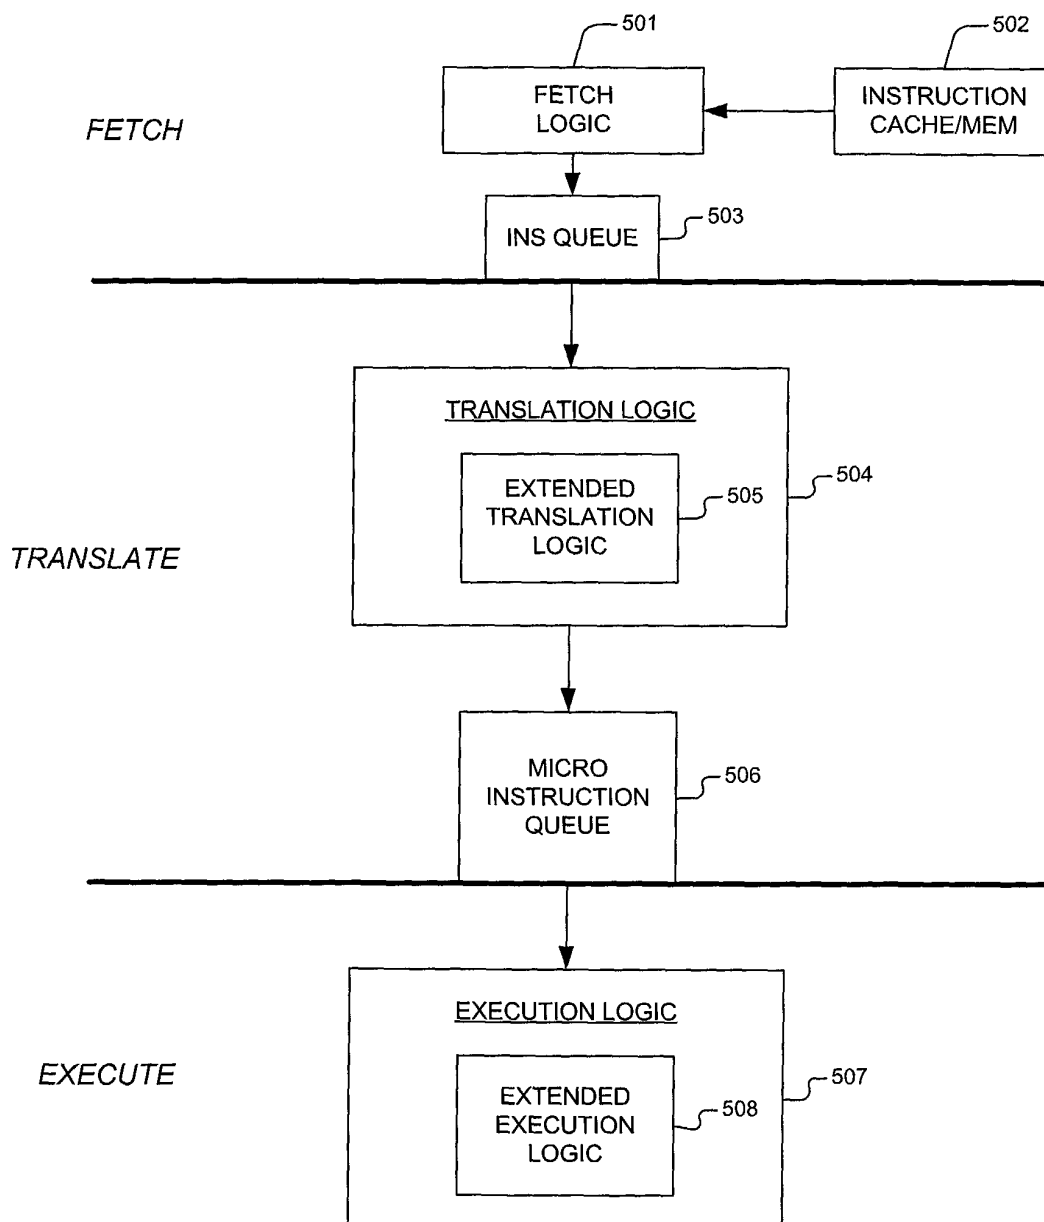 501
502
FETCH
LOGIC
INSTRUCTION
CACHE/MEM
FETCH
503
INS QUEUE
TRANSLATION LOGIC
504
EXTENDED
TRANSLATION
LOGIC
505
TRANSLATE
MICRO
INSTRUCTION
QUEUE
506
EXECUTION LOGIC
EXECUTE
507
EXTENDED
EXECUTION
LOGIC
508